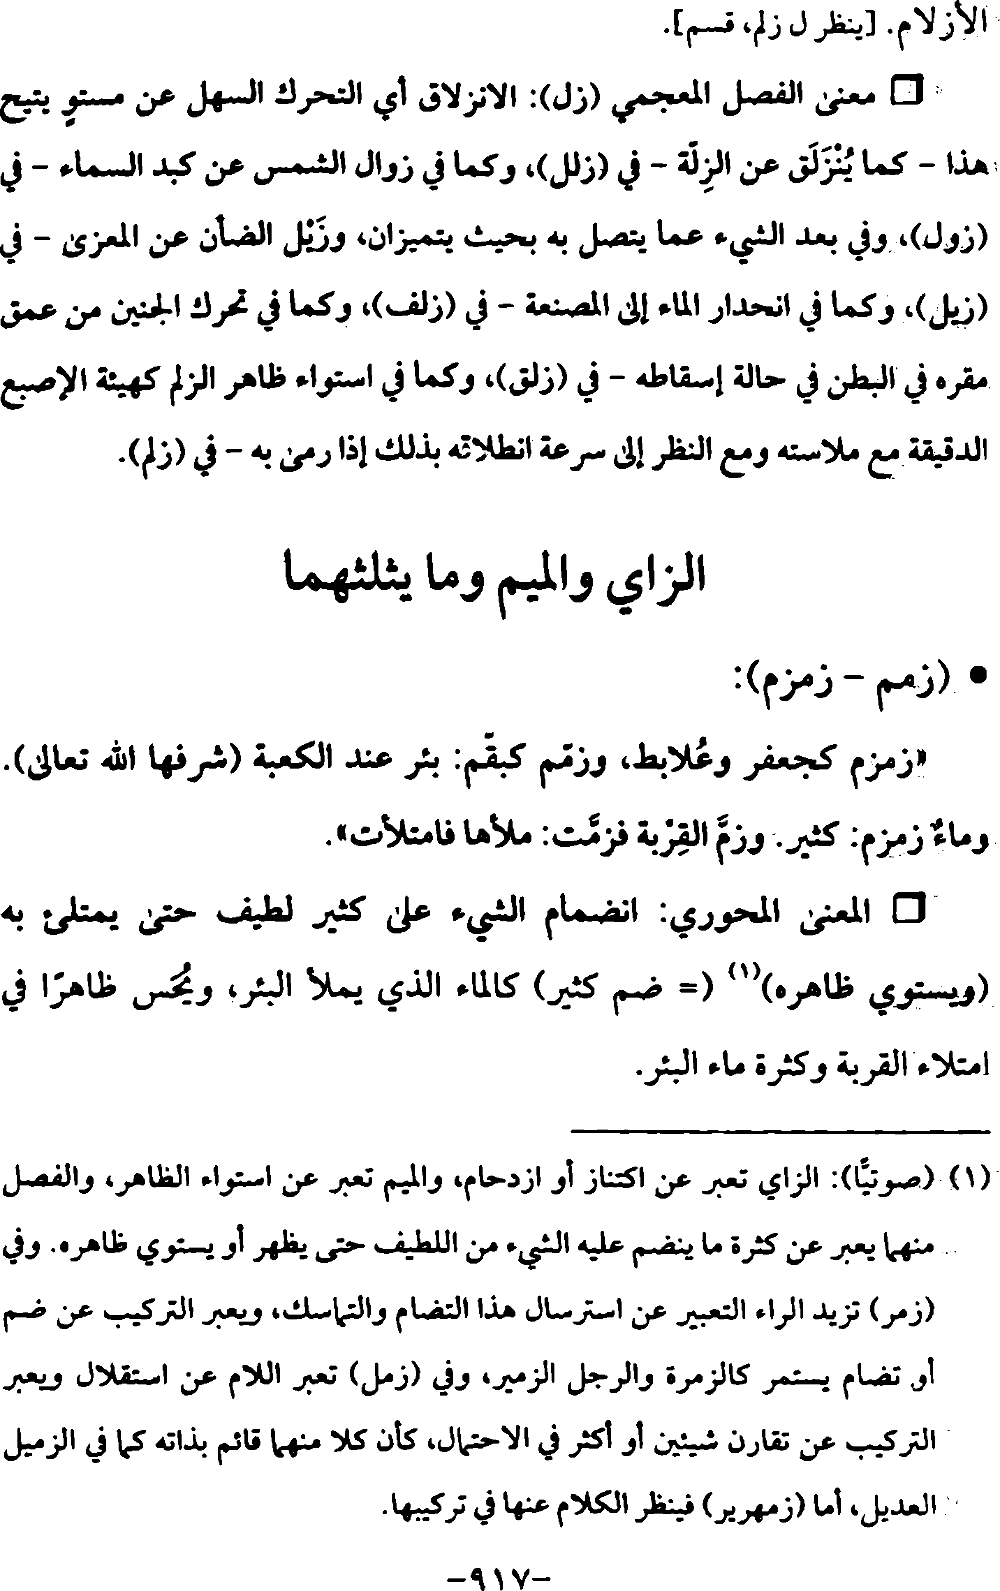 الأزلام. [ينظر ل زلم، قسم].
❒ معنى الفصل المعجمي (زل): الانزلاق أي التحرك السهل عن مستوٍ يتيح
هذا - كما يُنْزَلَق عن الزِلّة - في (زلل)، وكما في زوال الشمس عن كبد السماء - في
(زول)، وفي بعد الشيء عما يتصل به بحيث يتميزان، وزَيْل الضأن عن المعزى - في
(زيل)، وكما في انحدار الماء إلى المصنعة - في (زلف)، وكما في تحرك الجنين من عمق
مقره في البطن في حالة إسقاطه - في (زلق)، وكما في استواء ظاهر الزلم كهيئة الإصبع
الدقيقة مع ملاسته ومع النظر إلى سرعة انطلاقه بذلك إذا رمى به - في (زلم).
الزاي والميم وما يثلثهما
• (زمم - زمزم):
«زمزم كجعفر وعُلابط، وزمّم كبقّم: بئر عند الكعبة (شرفها الله تعالى).
وماءٌ زمزم: كثير. وزمَّ القِرْبة فزمَّت: ملأها فامتلأت».
❒ المعنى المحوري: انضمام الشيء على كثير لطيف حتى يمتلئ به
(ويستوي ظاهره)(١) (= ضم كثير) كالماء الذي يملأ البئر، ويُحَس ظاهرًا في
امتلاء القربة وكثرة ماء البئر.
(١) (صوتيًّا): الزاي تعبر عن اكتناز أو ازدحام، والميم تعبر عن استواء الظاهر، والفصل
منهما يعبر عن كثرة ما ينضم عليه الشيء من اللطيف حتى يظهر أو يستوي ظاهره. وفي
(زمر) تزيد الراء التعبير عن استرسال هذا التضام والتماسك، ويعبر التركيب عن ضم
أو تضام يستمر كالزمرة والرجل الزمير، وفي (زمل) تعبر اللام عن استقلال ويعبر
التركيب عن تقارن شيئين أو أكثر في الاحتمال، كأن كلا منهما قائم بذاته كما في الزميل
العديل، أما (زمهرير) فينظر الكلام عنها في تركيبها.
-٩١٧-